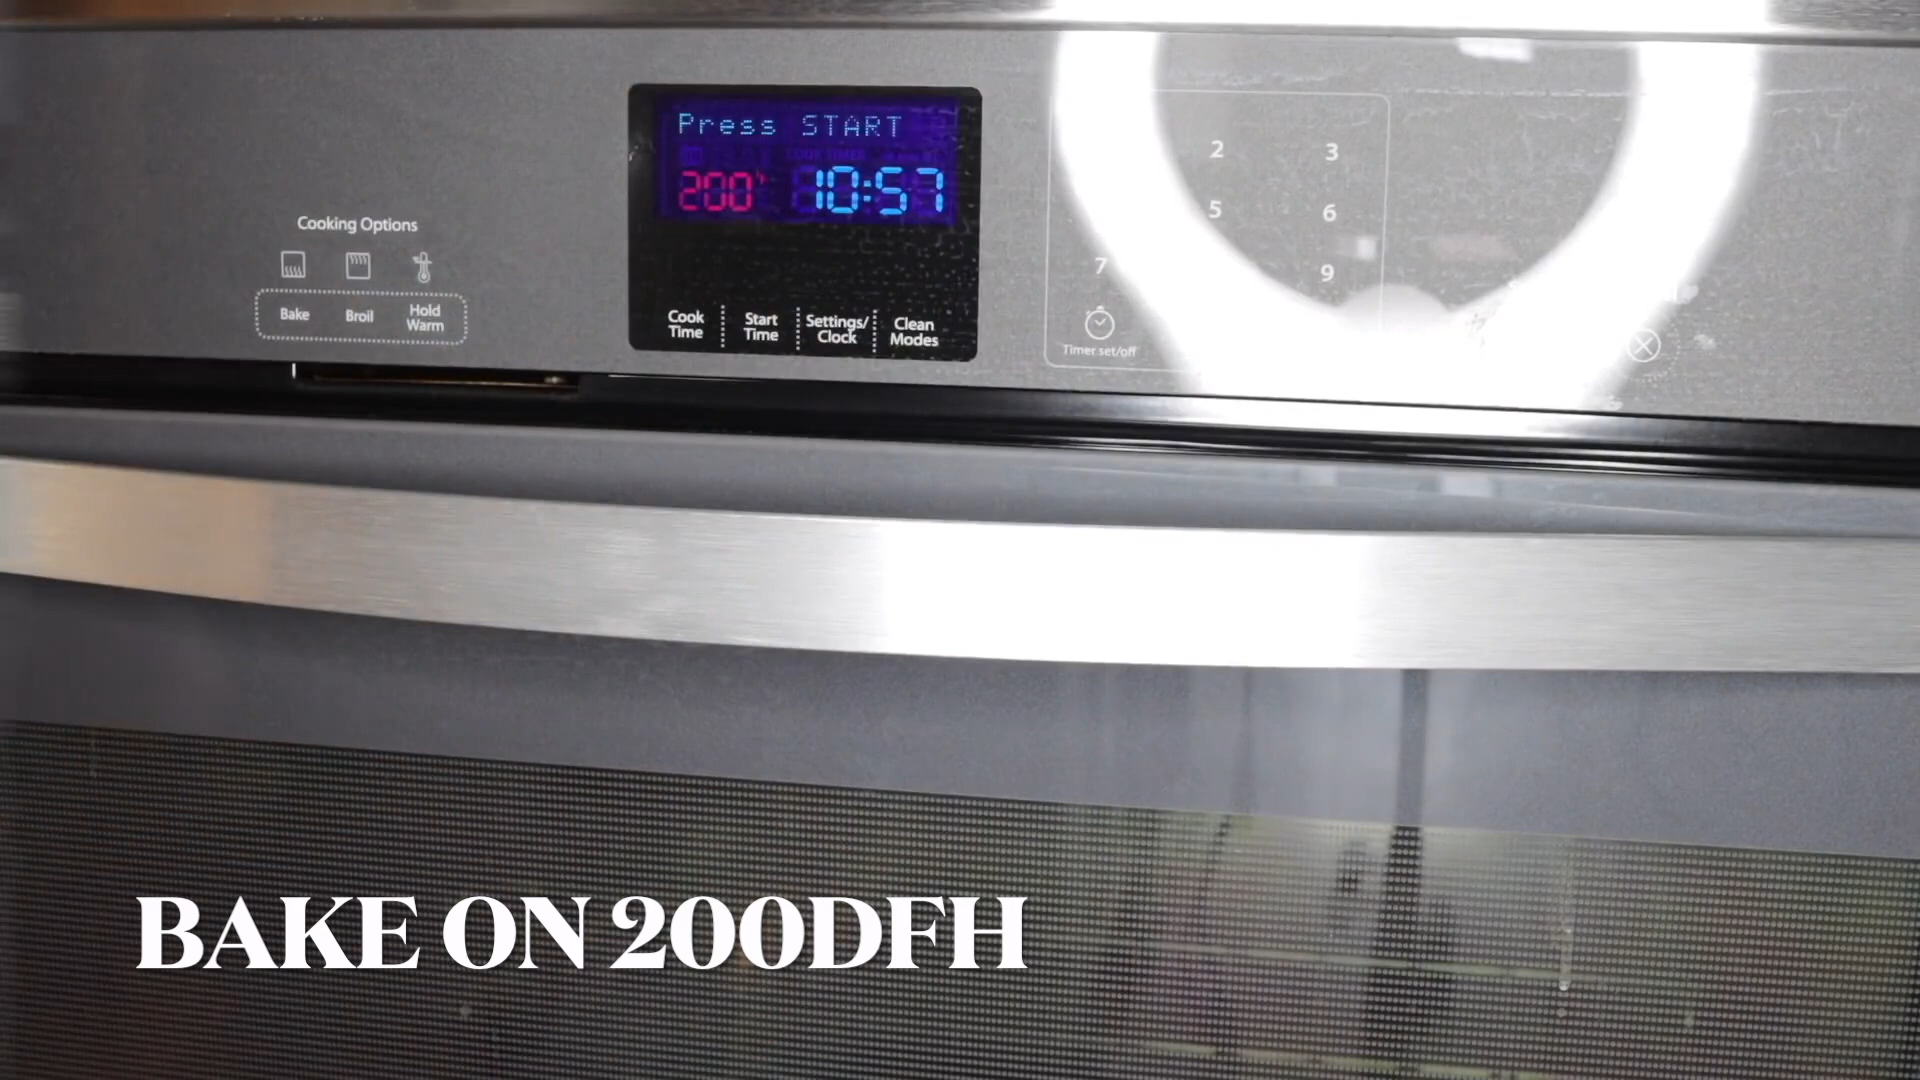 Press START
200°F 10:57
Cooking Options
Bake Broil Hold Warm
Cook Time
Start Time
Settings/ Clock
Clean Modes
2 3
5 6
7 9
Timer set/off
BAKE ON 200DFH